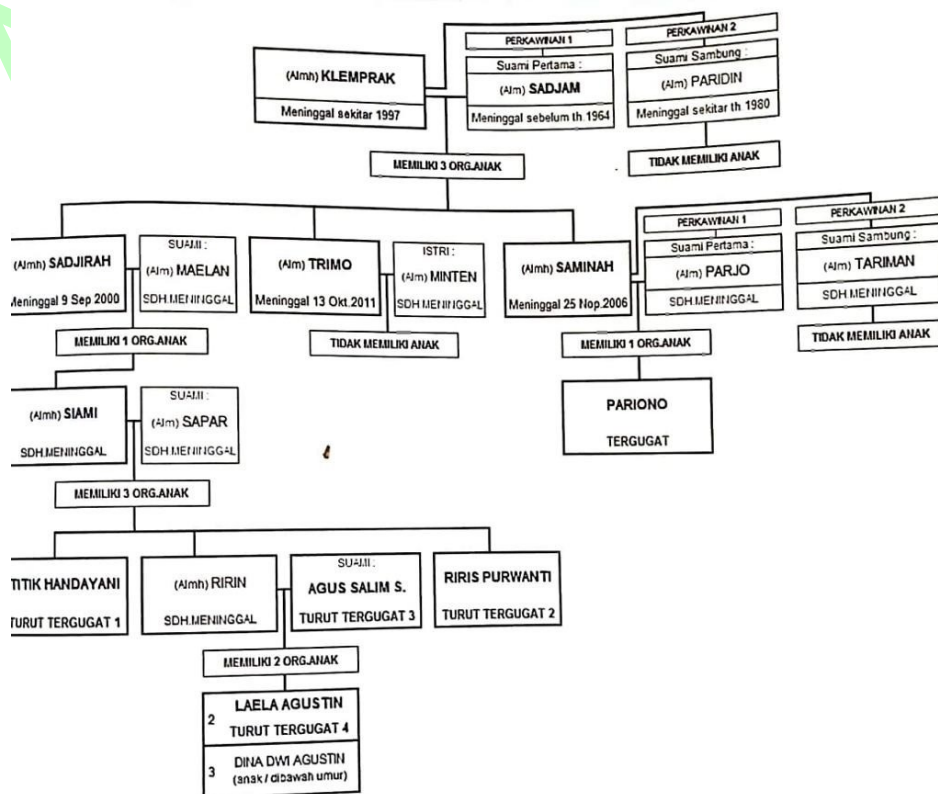 PERKAWINAN 1
PERKAWINAN 2
(Almh) KLEMPRAK
Meninggal sekitar 1997
Suami Pertama :
(Alm) SADJAM
Meninggal sebelum th.1964
Suami Sambung :
(Alm) PARIDIN
Meninggal sekitar th 1980
MEMILIKI 3 ORG.ANAK
TIDAK MEMILIKI ANAK
(Almh) SADJIRAH
Meninggal 9 Sep 2000
SUAMI :
(Alm) MAELAN
SDH.MENINGGAL
(Alm) TRIMO
Meninggal 13 Okt.2011
ISTRI :
(Alm) MINTEN
SDH.MENINGGAL
(Almh) SAMINAH
Meninggal 25 Nop.2006
PERKAWINAN 1
Suami Pertama :
(Alm) PARJO
SDH.MENINGGAL
PERKAWINAN 2
Suami Sambung :
(Alm) TARIMAN
SDH.MENINGGAL
MEMILIKI 1 ORG.ANAK
TIDAK MEMILIKI ANAK
MEMILIKI 1 ORG.ANAK
TIDAK MEMILIKI ANAK
(Almh) SIAMI
SDH.MENINGGAL
SUAMI :
(Alm) SAPAR
SDH.MENINGGAL
PARIONO
TERGUGAT
MEMILIKI 3 ORG.ANAK
TITIK HANDAYANI
TURUT TERGUGAT 1
(Almh) RIRIN
SDH.MENINGGAL
SUAMI :
AGUS SALIM S.
TURUT TERGUGAT 3
RIRIS PURWANTI
TURUT TERGUGAT 2
MEMILIKI 2 ORG.ANAK
2 LAELA AGUSTIN
TURUT TERGUGAT 4
3 DINA DWI AGUSTIN
(anak / dibawah umur)